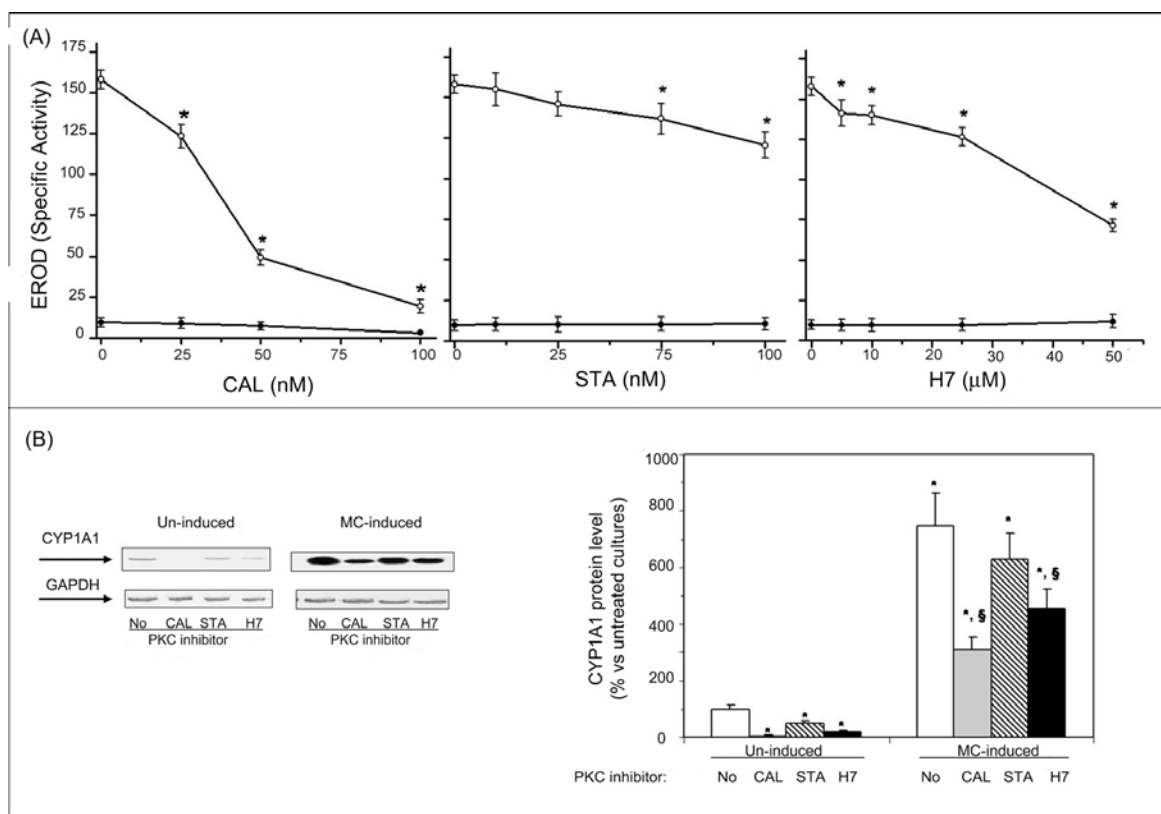 (A)
EROD (Specific Activity)
175
150
125
100
75
50
25
0
* * *
0 25 50 100
CAL (nM)
* *
0 10 25 75 100
STA (nM)
* * * *
0 5 10 20 30 40 50
H7 (μM)
(B)
Un-induced MC-induced
CYP1A1
GAPDH
No CAL STA H7 No CAL STA H7
PKC inhibitor PKC inhibitor
CYP1A1 protein level
(% vs untreated cultures)
1000
800
600
400
200
0
* * * * *, § * *, §
Un-induced MC-induced
PKC inhibitor: No CAL STA H7 No CAL STA H7